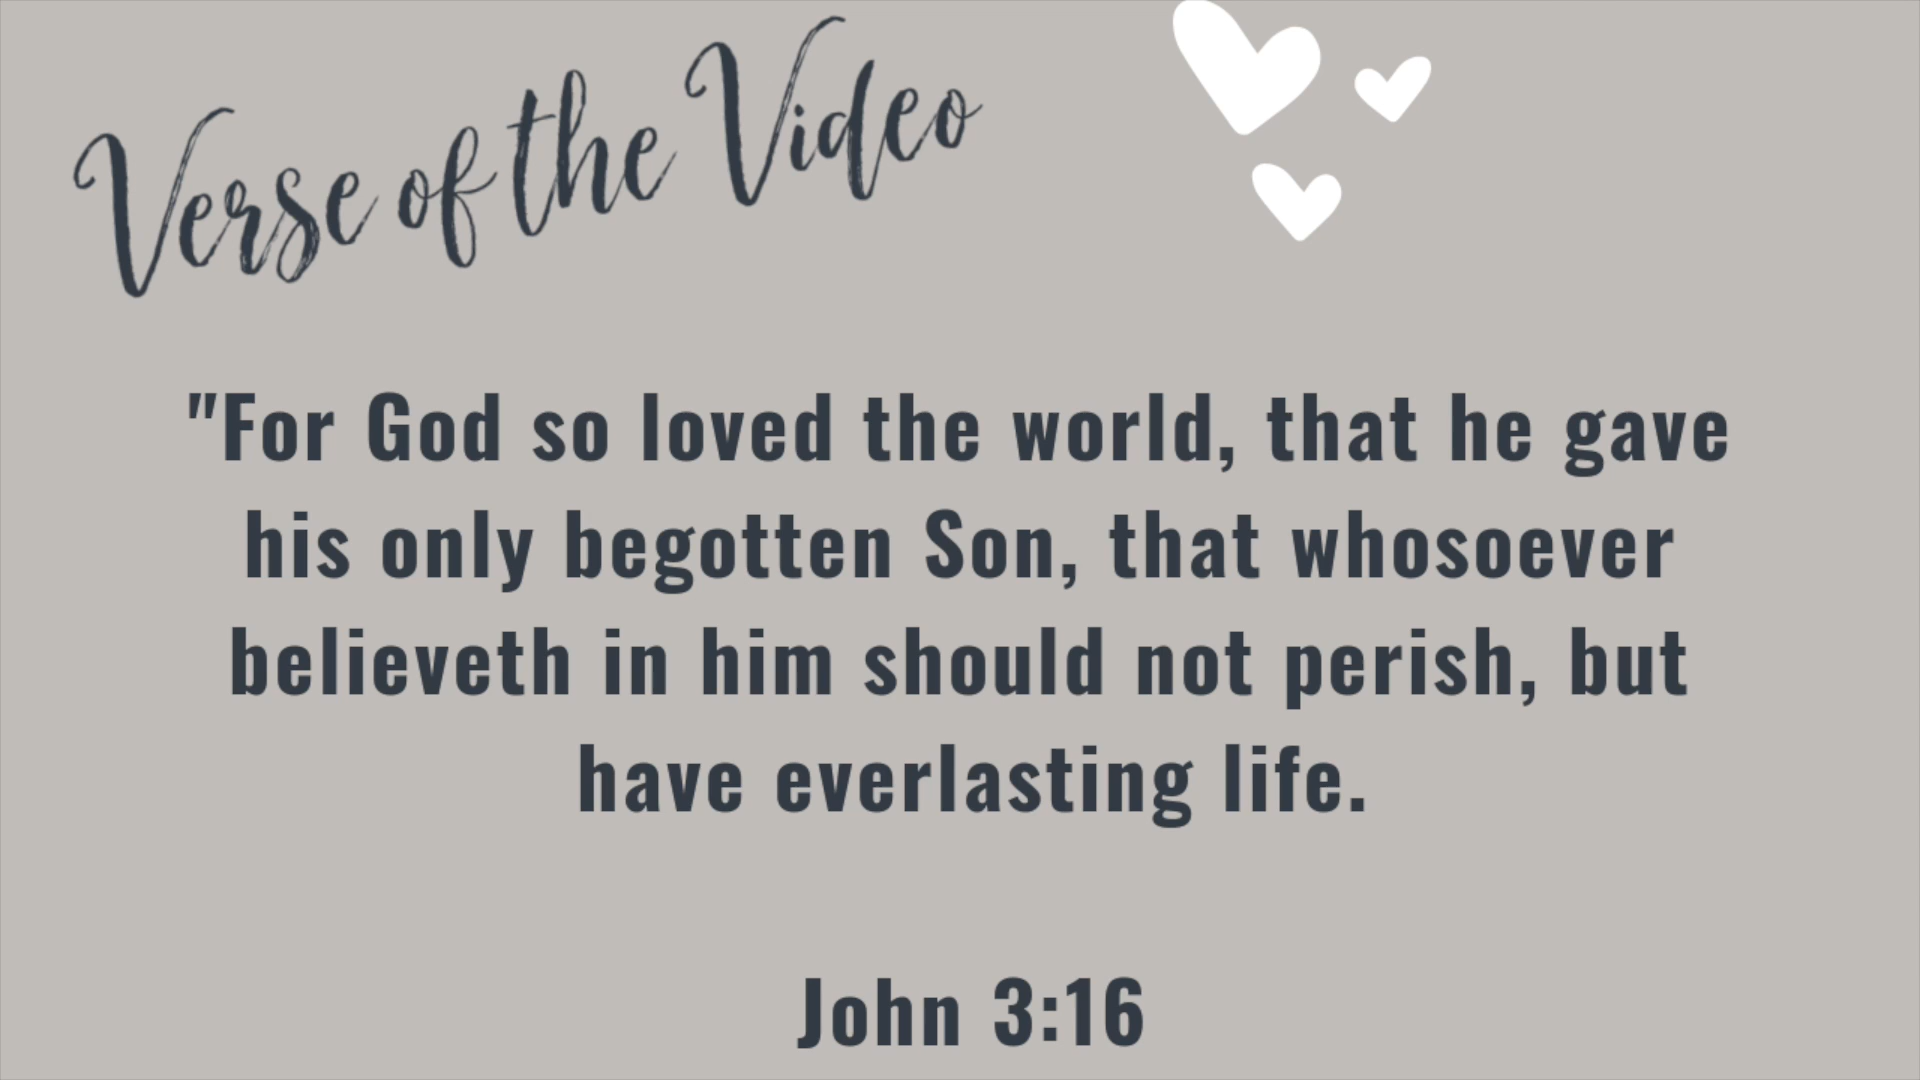 Verse of the Video
"For God so loved the world, that he gave
his only begotten Son, that whosoever
believeth in him should not perish, but
have everlasting life.
John 3:16